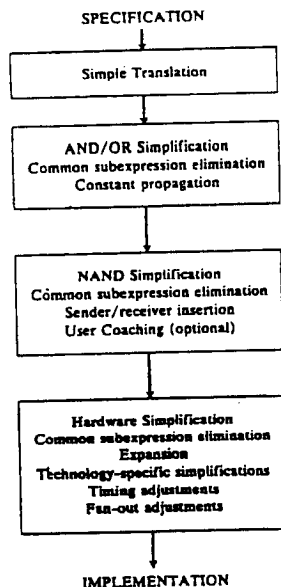 SPECIFICATION
Simple Translation
AND/OR Simplification
Common subexpression elimination
Constant propagation
NAND Simplification
Common subexpression elimination
Sender/receiver insertion
User Coaching (optional)
Hardware Simplification
Common subexpression elimination
Expansion
Technology-specific simplifications
Timing adjustments
Fan-out adjustments
IMPLEMENTATION